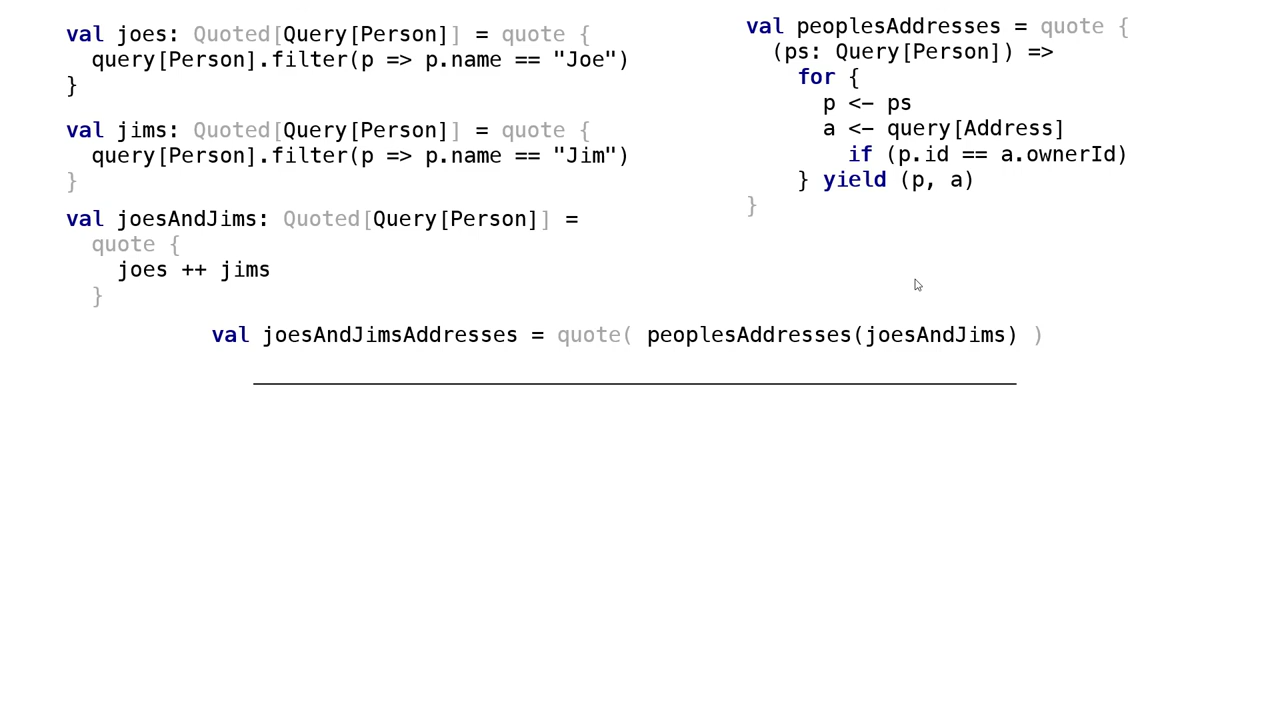 val joes: Quoted[Query[Person]] = quote {
  query[Person].filter(p => p.name == "Joe")
}
val jims: Quoted[Query[Person]] = quote {
  query[Person].filter(p => p.name == "Jim")
}
val joesAndJims: Quoted[Query[Person]] =
  quote {
    joes ++ jims
  }
val peoplesAddresses = quote {
  (ps: Query[Person]) =>
    for {
      p <- ps
      a <- query[Address]
        if (p.id == a.ownerId)
    } yield (p, a)
}
val joesAndJimsAddresses = quote( peoplesAddresses(joesAndJims) )